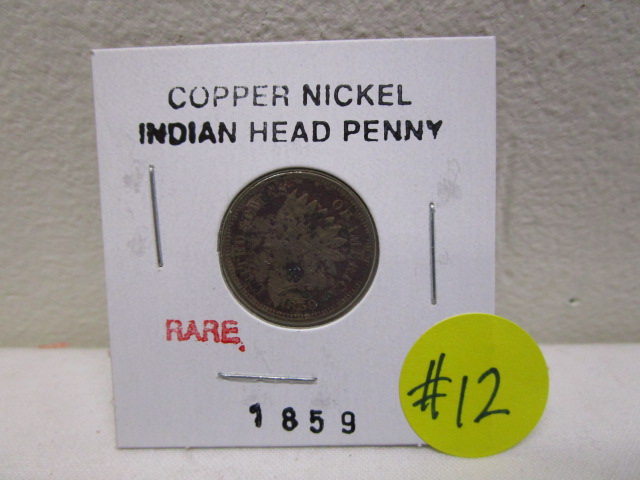 COPPER NICKEL
INDIAN HEAD PENNY
RARE.
1859
#12